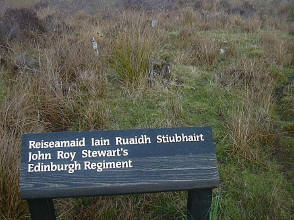 Reiseamaid Iain Ruaidh Stiubhairt
John Roy Stewart's
Edinburgh Regiment